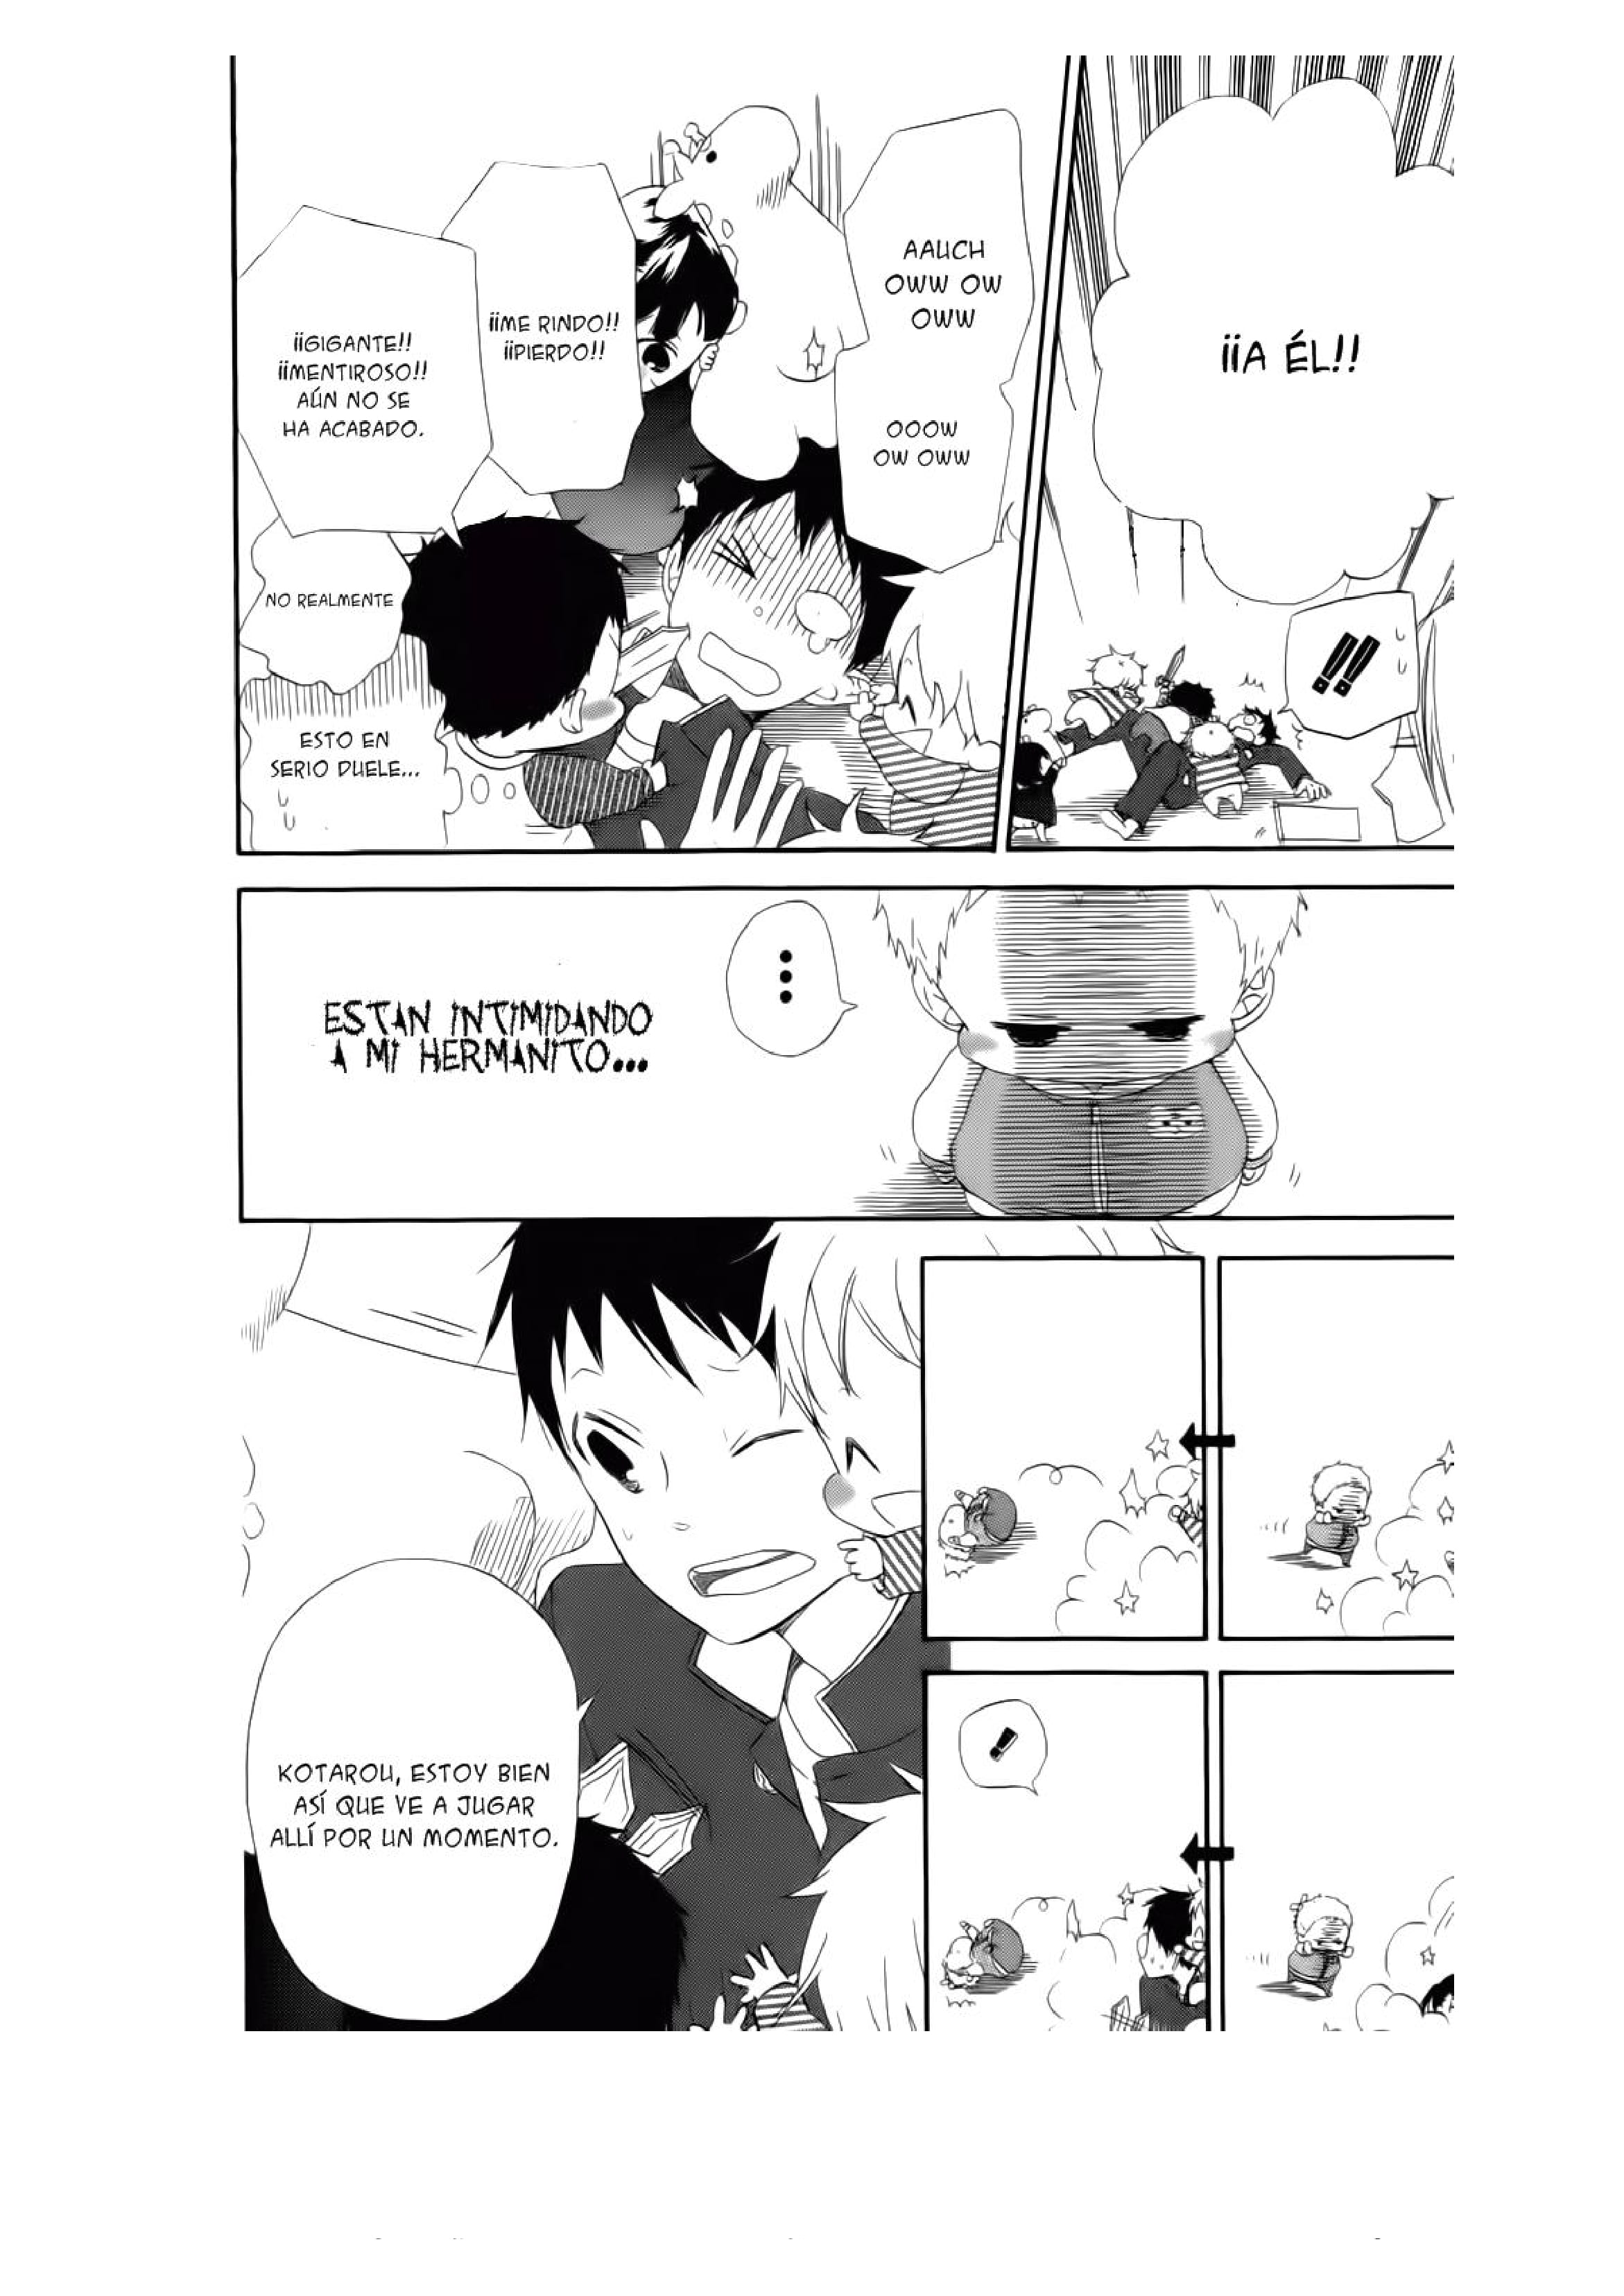 ¡¡A ÉL!!
!!
AAUCH
OWW OW
OWW
OOOW
OW OWW
¡¡ME RINDO!!
¡¡PIERDO!!
¡¡GIGANTE!!
¡¡MENTIROSO!!
AÚN NO SE
HA ACABADO.
NO REALMENTE
ESTO EN
SERIO DUELE...
...
ESTAN INTIMIDANDO
A MI HERMANITO...
!
KOTAROU, ESTOY BIEN
ASÍ QUE VE A JUGAR
ALLÍ POR UN MOMENTO.